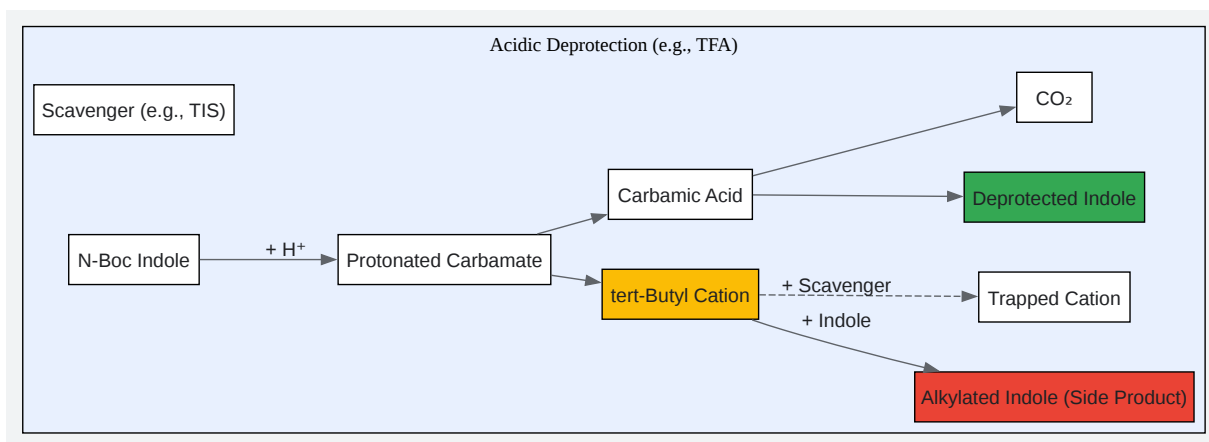 Acidic Deprotection (e.g., TFA)
Scavenger (e.g., TIS)
CO₂
Carbamic Acid
Deprotected Indole
N-Boc Indole
+ H⁺
Protonated Carbamate
tert-Butyl Cation
+ Scavenger
Trapped Cation
+ Indole
Alkylated Indole (Side Product)